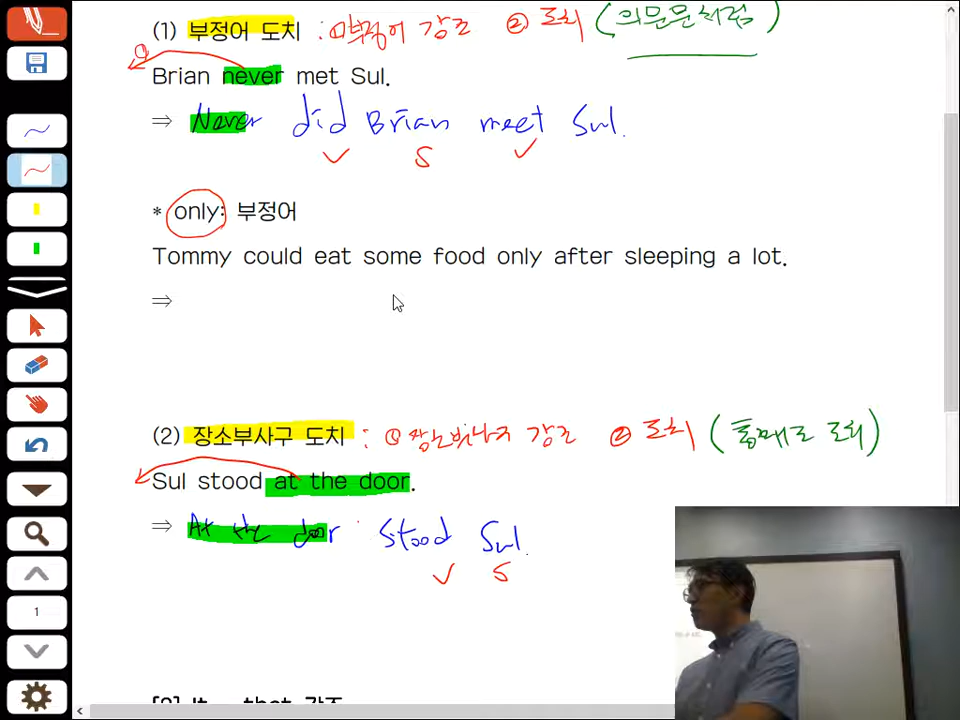 (1) 부정어 도치 : ① 부정어 강조 ② 도치 (의문문처럼)
Brian never met Sul.
⇒ Never did Brian meet Sul.
V S V
* only: 부정어
Tommy could eat some food only after sleeping a lot.
⇒
(2) 장소부사구 도치 : ① 장소부사구 강조 ② 도치 (통째로 도치)
Sul stood at the door.
⇒ At the door stood Sul.
V S
1